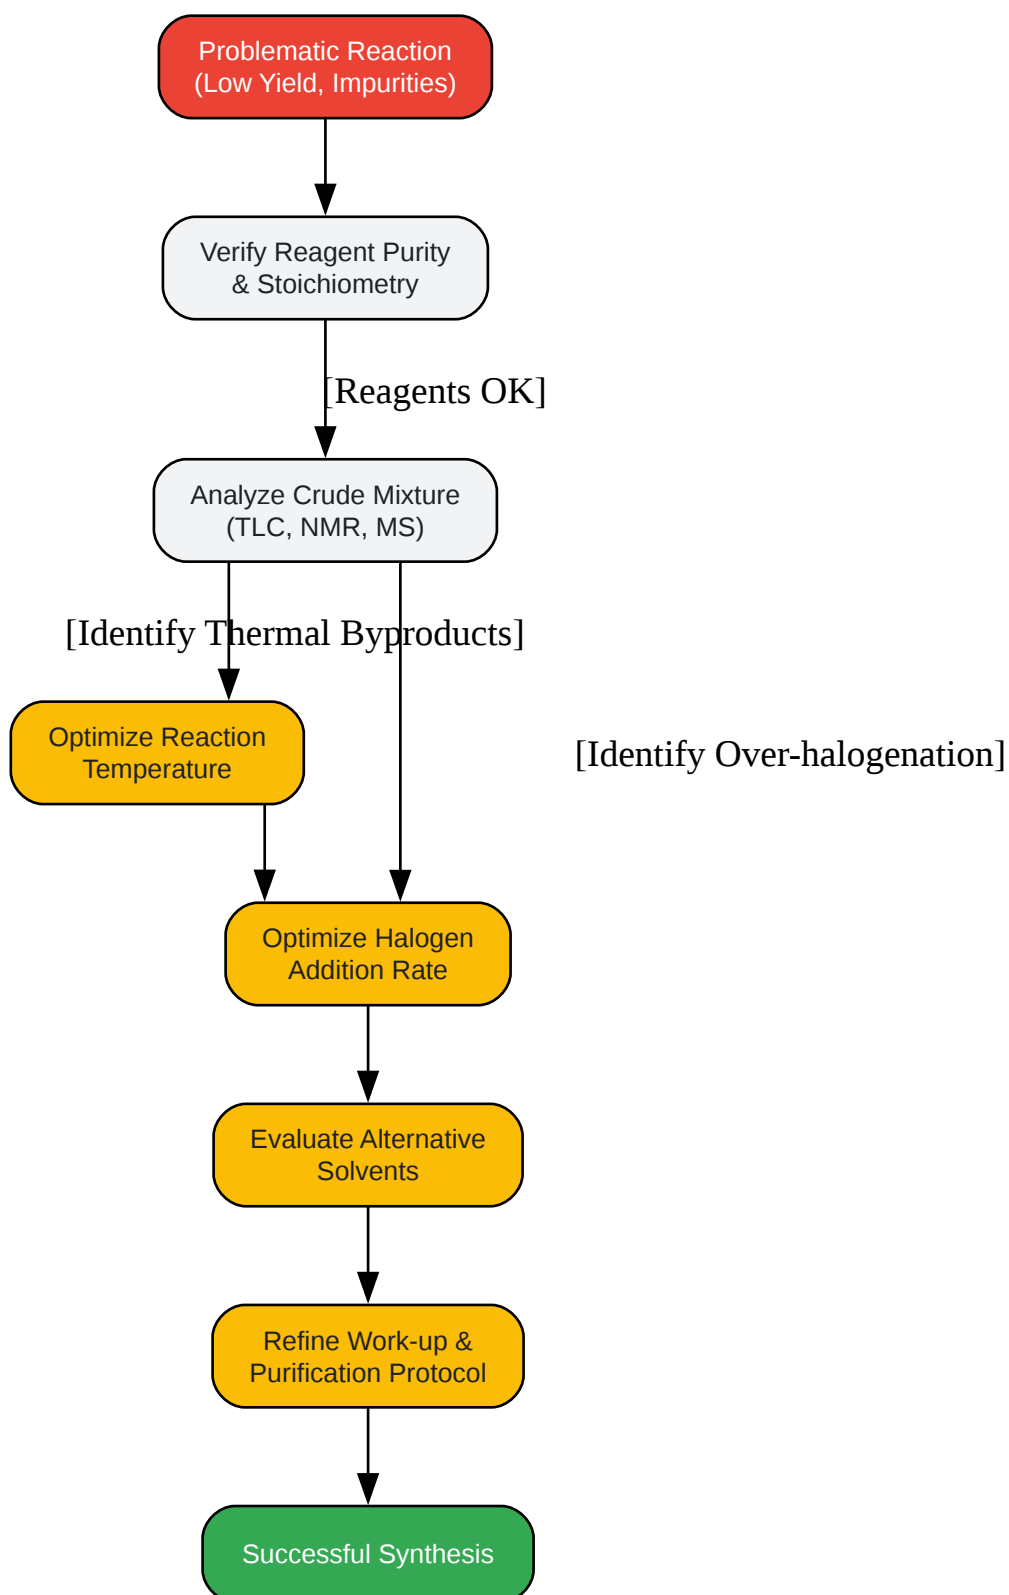 Problematic Reaction
(Low Yield, Impurities)
Verify Reagent Purity
& Stoichiometry
[Reagents OK]
Analyze Crude Mixture
(TLC, NMR, MS)
[Identify Thermal Byproducts]
Optimize Reaction
Temperature
[Identify Over-halogenation]
Optimize Halogen
Addition Rate
Evaluate Alternative
Solvents
Refine Work-up &
Purification Protocol
Successful Synthesis